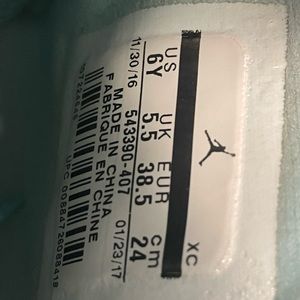 US UK EUR cm
6Y 5.5 38.5 24
XC
11/30/16 543390-407 01/23/17
MADE IN CHINA
FABRIQUE EN CHINE
UPC 00884726088418